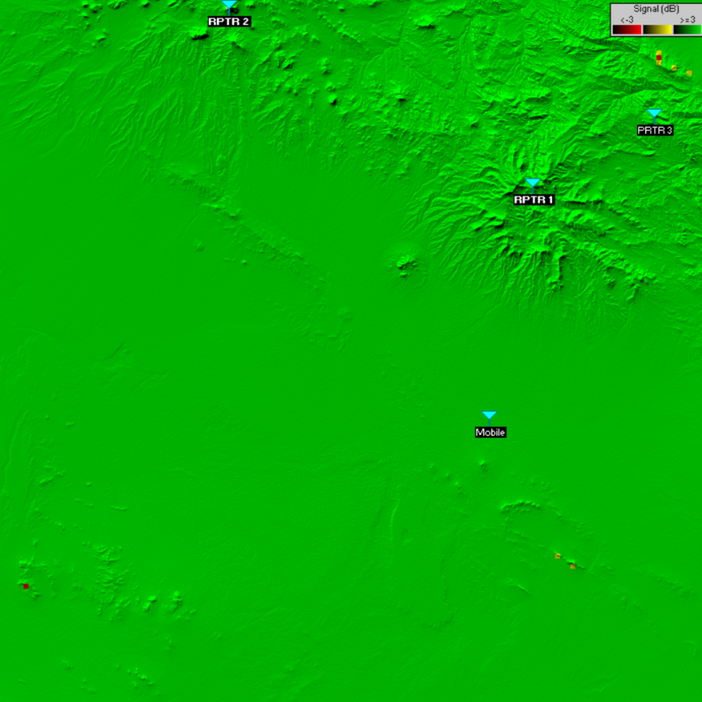 Signal (dB)
<-3 >=3
RPTR 2
PRTR 3
RPTR 1
Mobile